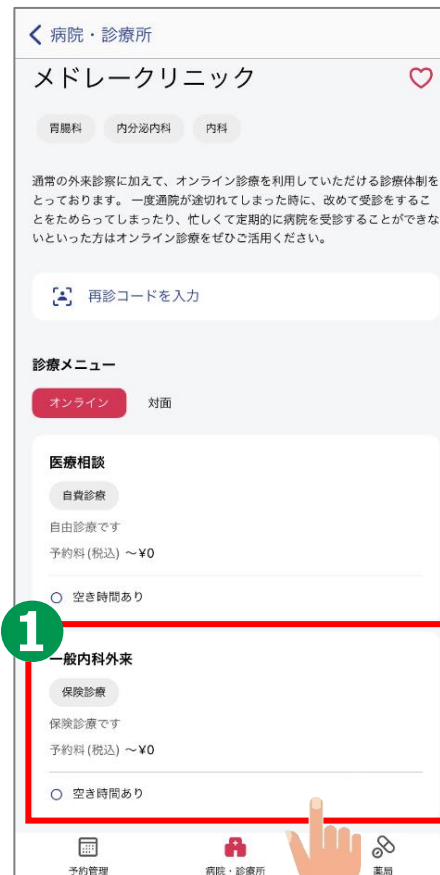 病院・診療所
メドレークリニック
胃腸科 内分泌内科 内科
通常の外来診察に加えて、オンライン診療を利用していただける診療体制を
とっております。 一度通院が途切れてしまった時に、改めて受診をするこ
とをためらってしまったり、忙しくて定期的に病院を受診することができな
いといった方はオンライン診療をぜひご活用ください。
再診コードを入力
診療メニュー
オンライン 対面
医療相談
自費診療
自由診療です
予約料(税込) 〜¥0
空き時間あり
1
一般内科外来
保険診療
保険診療です
予約料(税込) 〜¥0
空き時間あり
予約管理 病院・診療所 薬局